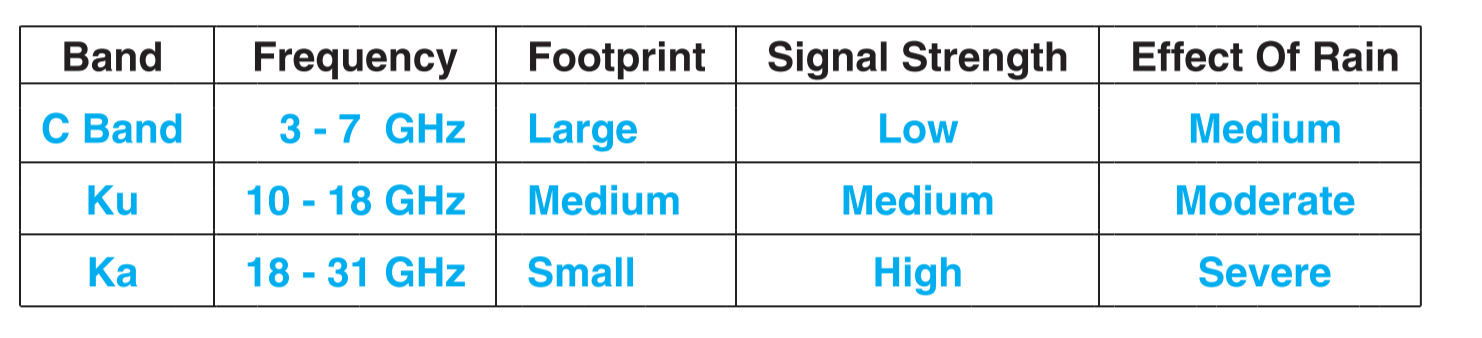 Band Frequency Footprint Signal Strength Effect Of Rain
C Band 3 - 7 GHz Large Low Medium
Ku 10 - 18 GHz Medium Medium Moderate
Ka 18 - 31 GHz Small High Severe